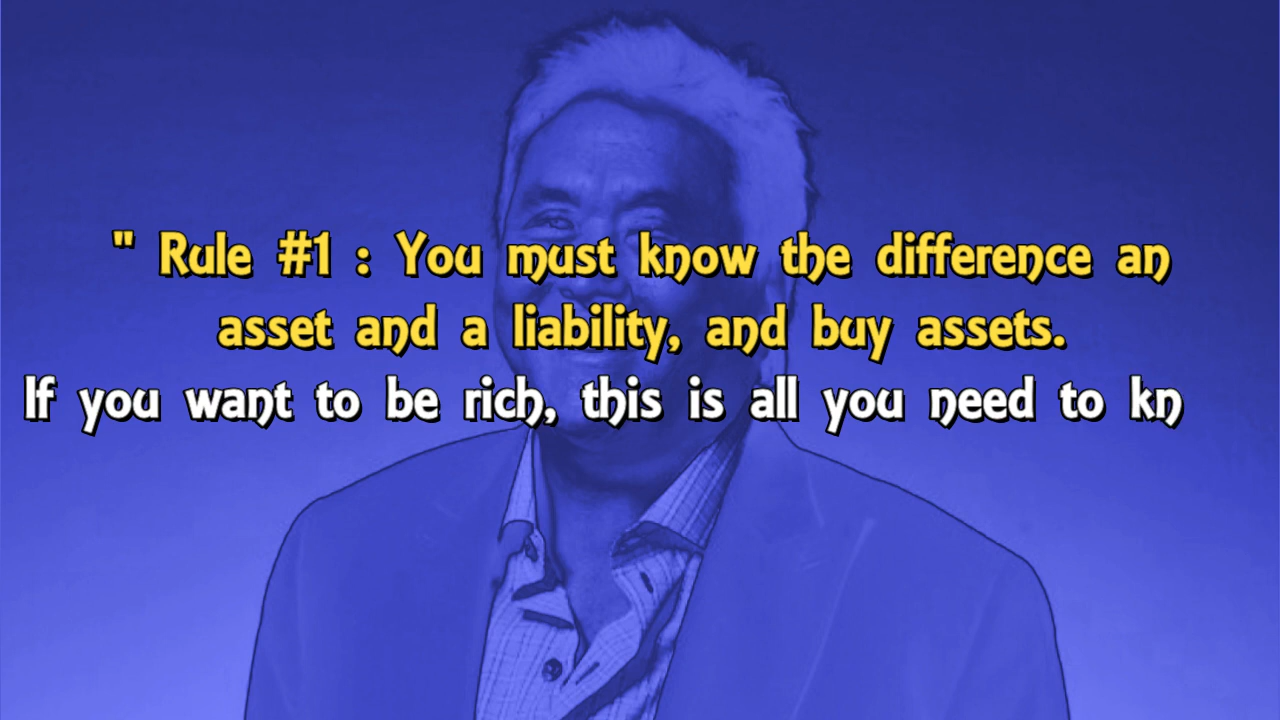 " Rule #1 : You must know the difference an
asset and a liability, and buy assets.
If you want to be rich, this is all you need to kn